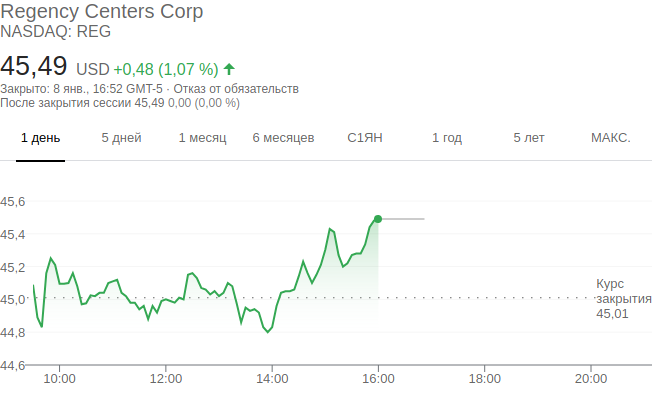 Regency Centers Corp
NASDAQ: REG
45,49 USD +0,48 (1,07 %)
Закрыто: 8 янв., 16:52 GMT-5 · Отказ от обязательств
После закрытия сессии 45,49 0,00 (0,00 %)
1 день 5 дней 1 месяц 6 месяцев С1ЯН 1 год 5 лет МАКС.
45,6
45,4
45,2
45,0
44,8
44,6
Курс
закрытия
45,01
10:00 12:00 14:00 16:00 18:00 20:00